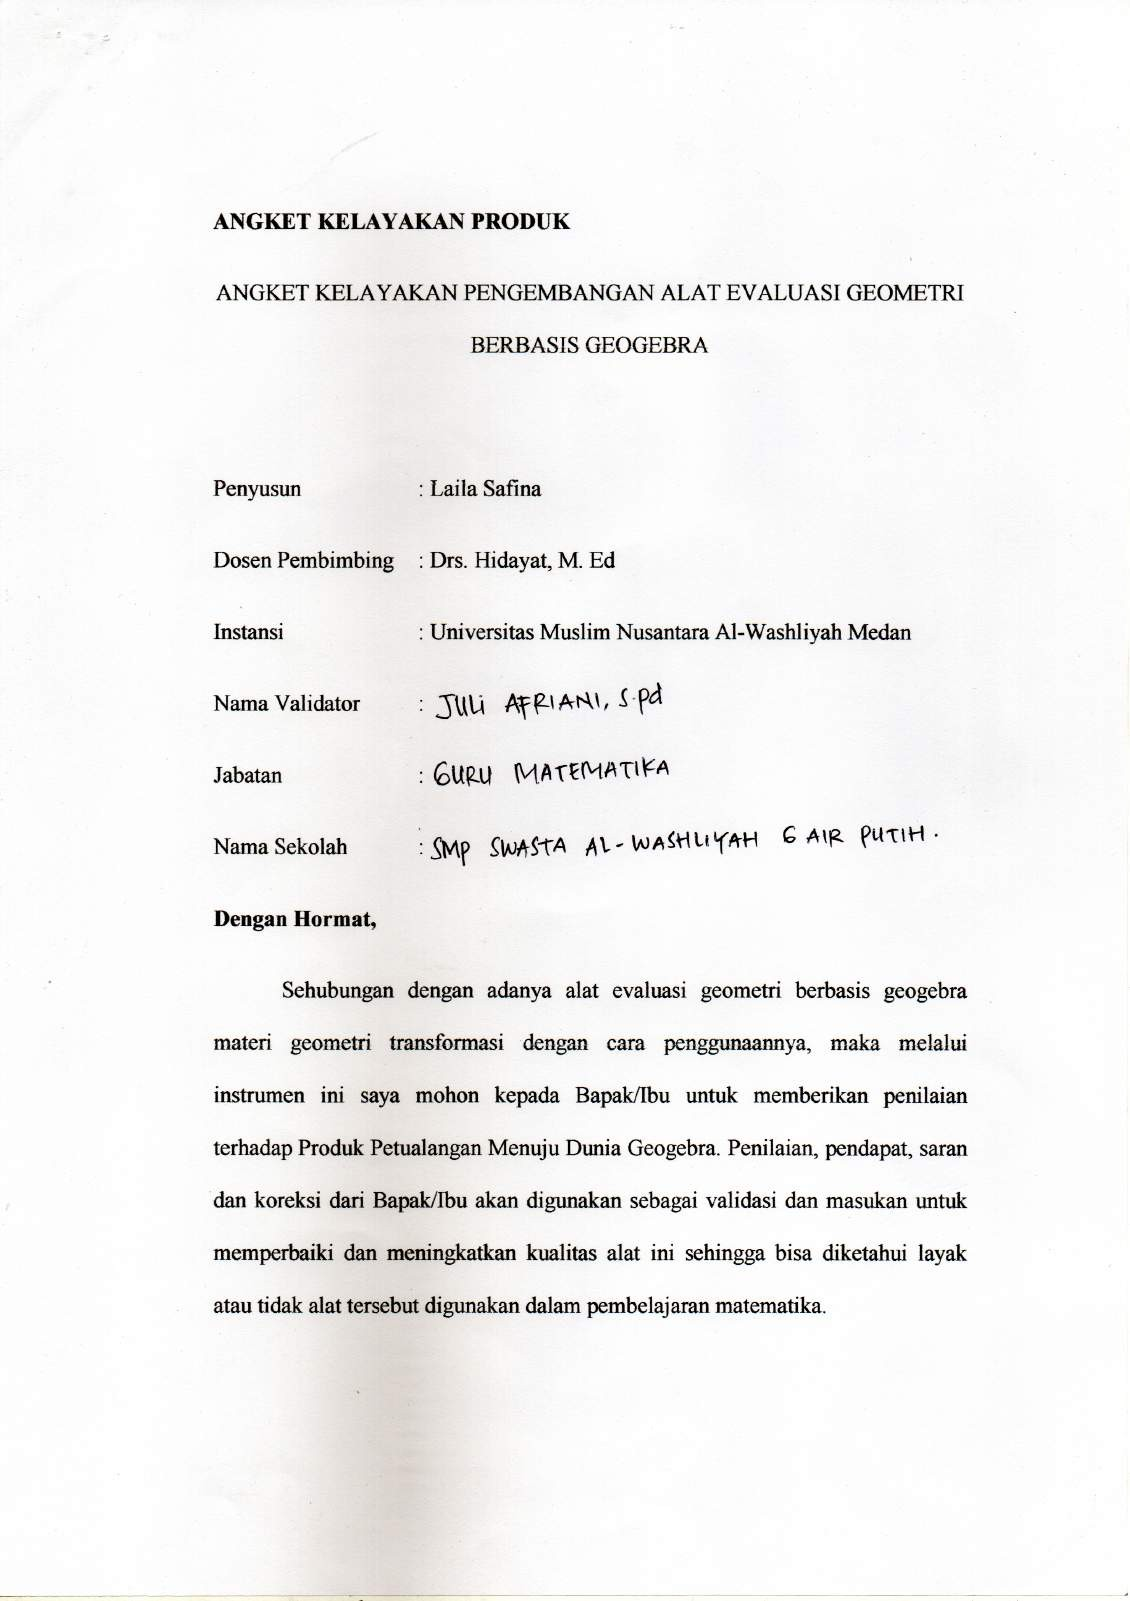 ANGKET KELAYAKAN PRODUK
ANGKET KELAYAKAN PENGEMBANGAN ALAT EVALUASI GEOMETRI
BERBASIS GEOGEBRA
Penyusun : Laila Safina
Dosen Pembimbing : Drs. Hidayat, M. Ed
Instansi : Universitas Muslim Nusantara Al-Washliyah Medan
Nama Validator : JULI AFRIANI, S.Pd
Jabatan : GURU MATEMATIKA
Nama Sekolah : SMP SWASTA AL-WASHLIYAH 6 AIR PUTIH.
Dengan Hormat,
Sehubungan dengan adanya alat evaluasi geometri berbasis geogebra
materi geometri transformasi dengan cara penggunaannya, maka melalui
instrumen ini saya mohon kepada Bapak/Ibu untuk memberikan penilaian
terhadap Produk Petualangan Menuju Dunia Geogebra. Penilaian, pendapat, saran
dan koreksi dari Bapak/Ibu akan digunakan sebagai validasi dan masukan untuk
memperbaiki dan meningkatkan kualitas alat ini sehingga bisa diketahui layak
atau tidak alat tersebut digunakan dalam pembelajaran matematika.